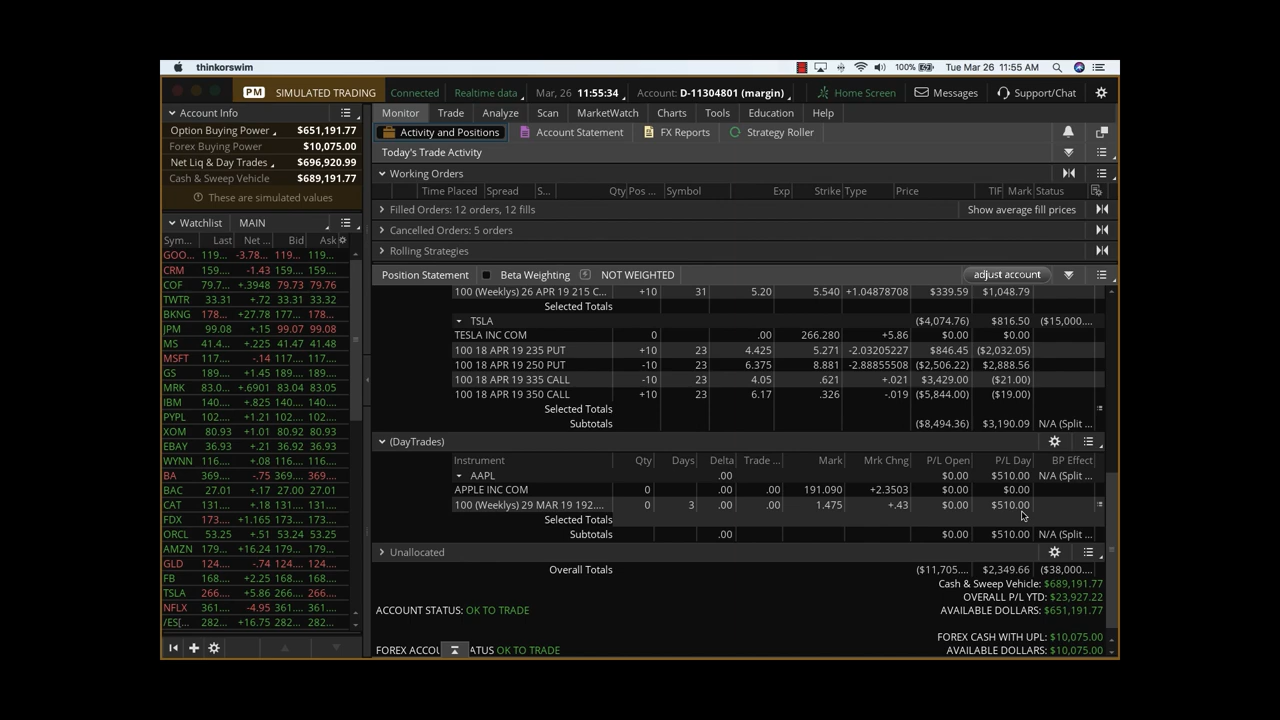 thinkorswim 100% Tue Mar 26 11:55 AM
PM SIMULATED TRADING Connected Realtime data Mar, 26 11:55:34 Account: D-11304801 (margin) Home Screen Messages Support/Chat
Account Info
Option Buying Power $651,191.77
Forex Buying Power $10,075.00
Net Liq & Day Trades $696,920.99
Cash & Sweep Vehicle $689,191.77
These are simulated values
Watchlist MAIN
Sym... Last Net ... Bid Ask
GOO... 119... -3.78... 119... 119...
CRM 159.... -1.43 159.... 159....
COF 79.7... +.3948 79.73 79.76
TWTR 33.31 +.72 33.31 33.32
BKNG 178... +27.78 177... 178...
JPM 99.08 +.15 99.07 99.08
MS 41.4... +.225 41.47 41.48
MSFT 117.... -.14 117.... 117....
GS 189.... +1.45 189.... 189....
MRK 83.0... +.6901 83.04 83.05
IBM 140.... +.825 140.... 140....
PYPL 102.... +1.21 102.... 102....
XOM 80.93 +1.01 80.92 80.93
EBAY 36.93 +.21 36.92 36.93
WYNN 116.... +.08 116.... 116....
BA 369.... -.75 369.... 369....
BAC 27.01 +.17 27.00 27.01
CAT 131.... +.18 131.... 131....
FDX 173.... +1.165 173.... 173....
ORCL 53.25 +.51 53.24 53.25
AMZN 179... +16.24 179... 179...
GLD 124.... -.74 124.... 124....
FB 168.... +2.25 168.... 168....
TSLA 266.... +5.86 266.... 266....
NFLX 361.... -4.95 361.... 361....
/ES[... 282... +16.75 282... 282...
Monitor Trade Analyze Scan MarketWatch Charts Tools Education Help
Activity and Positions Account Statement FX Reports Strategy Roller
Today's Trade Activity
Working Orders
Time Placed Spread S... Qty Pos ... Symbol Exp Strike Type Price TIF Mark Status
Filled Orders: 12 orders, 12 fills Show average fill prices
Cancelled Orders: 5 orders
Rolling Strategies
Position Statement Beta Weighting NOT WEIGHTED adjust account
100 (Weeklys) 26 APR 19 215 C... +10 31 5.20 5.540 +1.04878708 $339.59 $1,048.79
Selected Totals
TSLA ($4,074.76) $816.50 ($15,000....
TESLA INC COM 0 .00 266.280 +5.86 $0.00 $0.00
100 18 APR 19 235 PUT +10 23 4.425 5.271 -2.03205227 $846.45 ($2,032.05)
100 18 APR 19 250 PUT -10 23 6.375 8.881 -2.88855508 ($2,506.22) $2,888.56
100 18 APR 19 335 CALL -10 23 4.05 .621 +.021 $3,429.00 ($21.00)
100 18 APR 19 350 CALL +10 23 6.17 .326 -.019 ($5,844.00) ($19.00)
Selected Totals
Subtotals ($8,494.36) $3,190.09 N/A (Split ...
(DayTrades)
Instrument Qty Days Delta Trade ... Mark Mrk Chng P/L Open P/L Day BP Effect
AAPL .00 $0.00 $510.00 N/A (Split ...
APPLE INC COM 0 .00 .00 191.090 +2.3503 $0.00 $0.00
100 (Weeklys) 29 MAR 19 192.... 0 3 .00 .00 1.475 +.43 $0.00 $510.00
Selected Totals
Subtotals .00 $0.00 $510.00 N/A (Split ...
Unallocated
Overall Totals ($11,705.... $2,349.66 ($38,000....
Cash & Sweep Vehicle: $689,191.77
OVERALL P/L YTD: $23,927.22
ACCOUNT STATUS: OK TO TRADE AVAILABLE DOLLARS: $651,191.77
FOREX CASH WITH UPL: $10,075.00
FOREX ACCOU ATUS OK TO TRADE AVAILABLE DOLLARS: $10,075.00